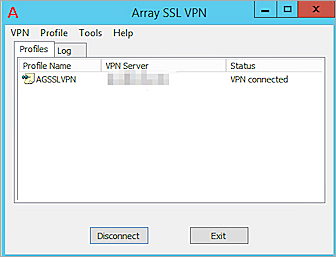 A Array SSL VPN
VPN Profile Tools Help
Profiles Log
Profile Name VPN Server Status
AGSSLVPN VPN connected
Disconnect Exit